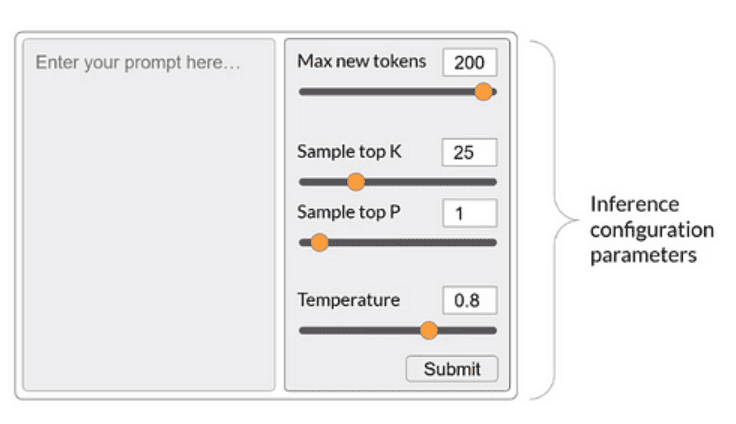 Enter your prompt here...
Max new tokens 200
Sample top K 25
Sample top P 1
Temperature 0.8
Submit
Inference
configuration
parameters